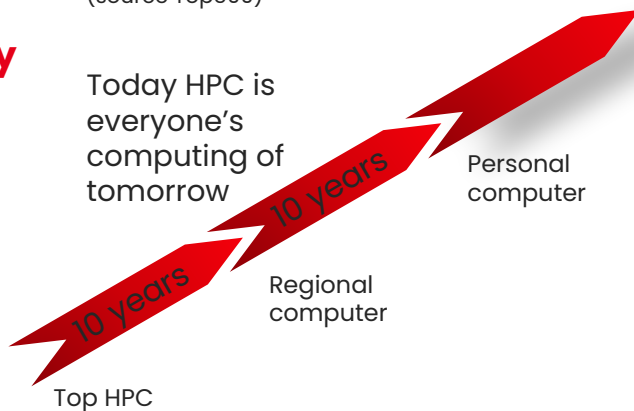 y
Today HPC is
everyone's
computing of
tomorrow
10 years
Personal
computer
10 years
Regional
computer
Top HPC